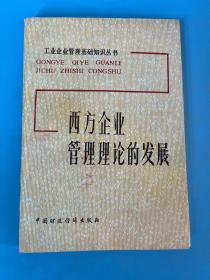 工业企业管理基础知识丛书
GONGYE QIYE GUANLI
JICHU ZHISHI CONGSHU
西方企业
管理理论的发展
中国财政经济出版社